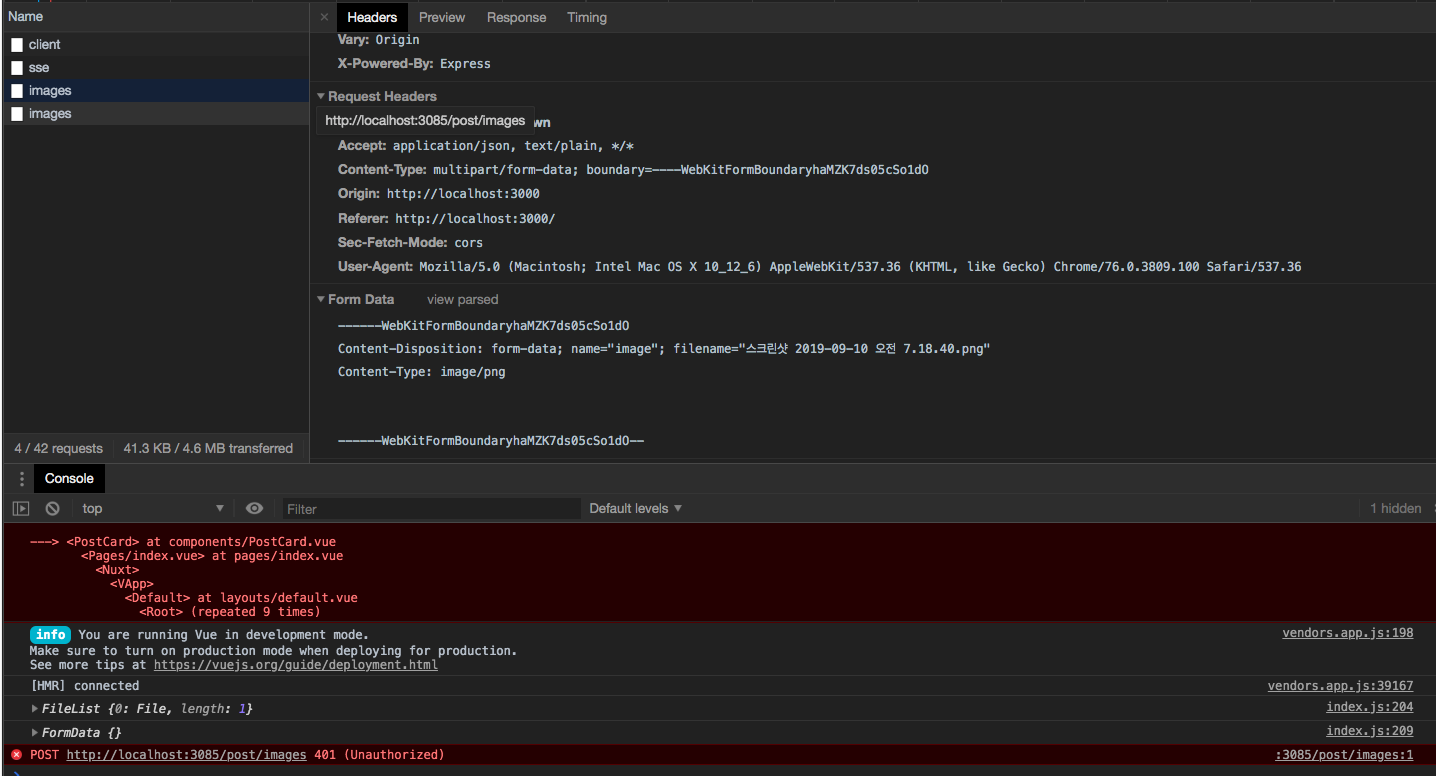 Name
× Headers Preview Response Timing
client
sse
images
images
Vary: Origin
X-Powered-By: Express
▼ Request Headers
http://localhost:3085/post/images wn
Accept: application/json, text/plain, */*
Content-Type: multipart/form-data; boundary=----WebKitFormBoundaryhaMZK7ds05cSo1dO
Origin: http://localhost:3000
Referer: http://localhost:3000/
Sec-Fetch-Mode: cors
User-Agent: Mozilla/5.0 (Macintosh; Intel Mac OS X 10_12_6) AppleWebKit/537.36 (KHTML, like Gecko) Chrome/76.0.3809.100 Safari/537.36
▼ Form Data view parsed
------WebKitFormBoundaryhaMZK7ds05cSo1dO
Content-Disposition: form-data; name="image"; filename="스크린샷 2019-09-10 오전 7.18.40.png"
Content-Type: image/png
------WebKitFormBoundaryhaMZK7ds05cSo1dO--
4 / 42 requests 41.3 KB / 4.6 MB transferred
Console
top ▼ Filter Default levels ▼ 1 hidden
---> <PostCard> at components/PostCard.vue
<Pages/index.vue> at pages/index.vue
<Nuxt>
<VApp>
<Default> at layouts/default.vue
<Root> (repeated 9 times)
info You are running Vue in development mode. vendors.app.js:198
Make sure to turn on production mode when deploying for production.
See more tips at https://vuejs.org/guide/deployment.html
[HMR] connected vendors.app.js:39167
▶ FileList {0: File, length: 1} index.js:204
▶ FormData {} index.js:209
POST http://localhost:3085/post/images 401 (Unauthorized) :3085/post/images:1